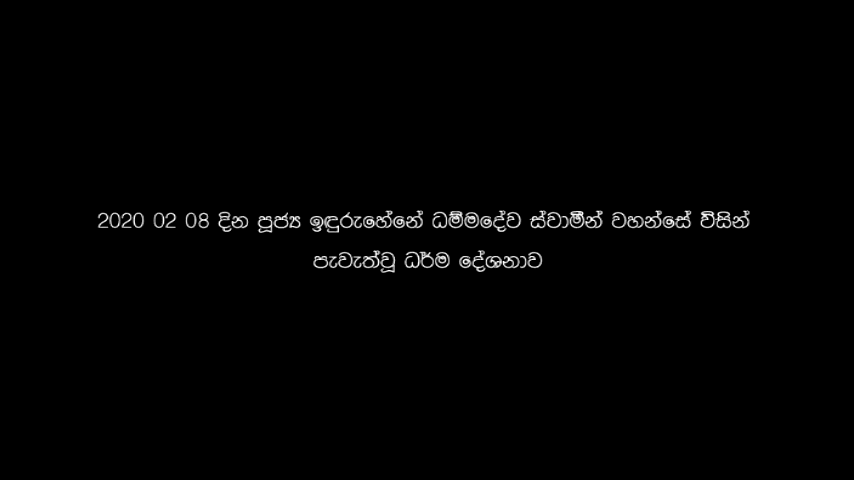 2020 02 08 දින පූජ්‍ය ඉඳුරුහේනේ ධම්මදේව ස්වාමීන් වහන්සේ විසින්
පැවැත්වූ ධර්ම දේශනාව